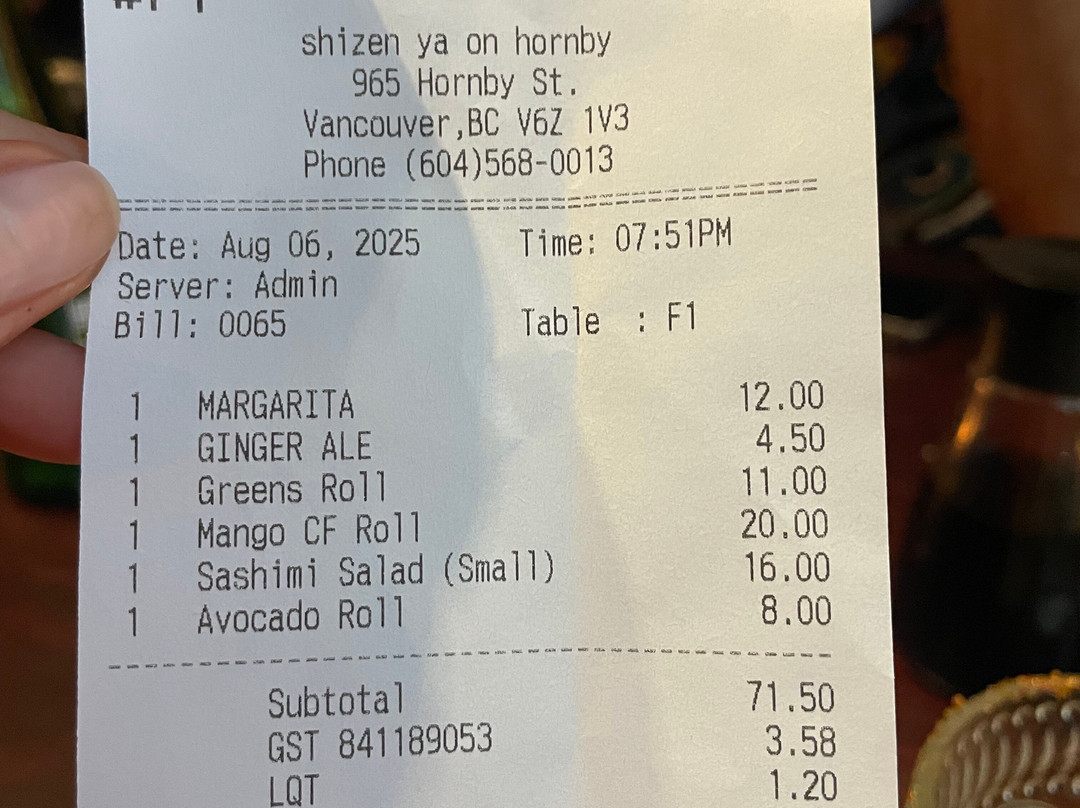 shizen ya on hornby
965 Hornby St.
Vancouver,BC V6Z 1V3
Phone (604)568-0013
Date: Aug 06, 2025 Time: 07:51PM
Server: Admin
Bill: 0065 Table : F1
1 MARGARITA 12.00
1 GINGER ALE 4.50
1 Greens Roll 11.00
1 Mango CF Roll 20.00
1 Sashimi Salad (Small) 16.00
1 Avocado Roll 8.00
Subtotal 71.50
GST 841189053 3.58
LQT 1.20